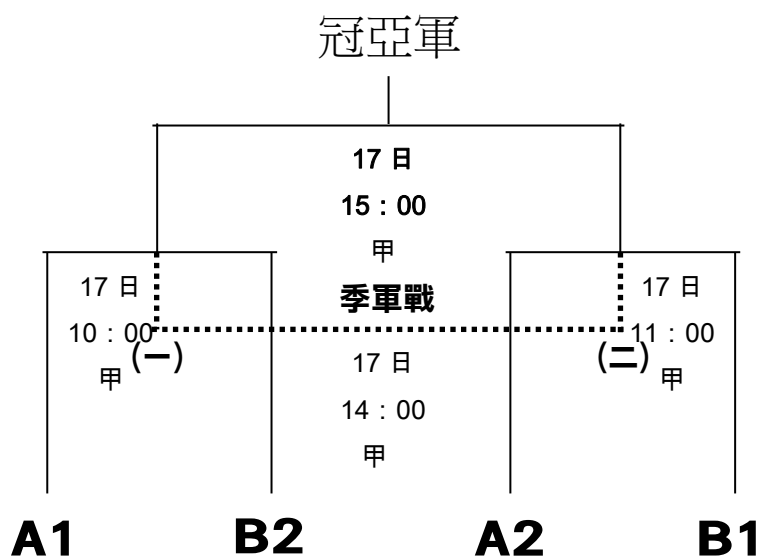 冠亞軍
17 日
15：00
甲
季軍戰
17 日
10：00
甲
(一)
17 日
11：00
甲
(二)
17 日
14：00
甲
A1
B2
A2
B1